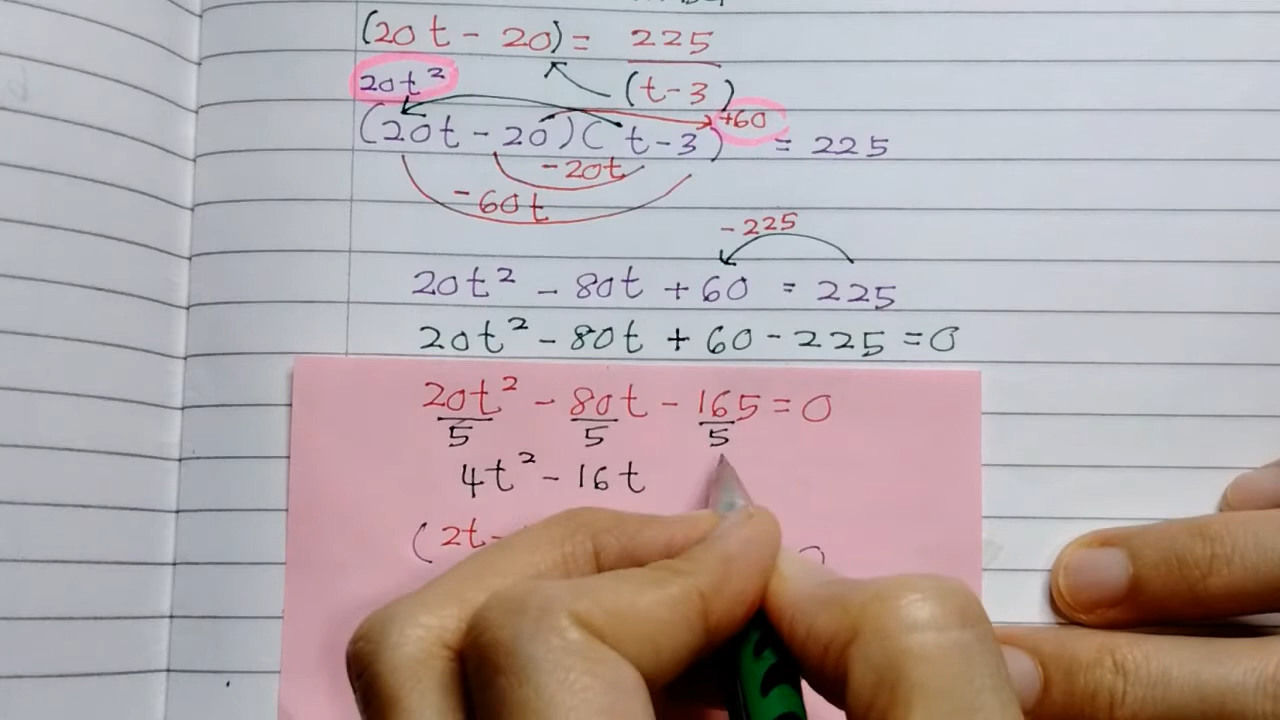 (20t - 20) = 225
(t - 3)
20t²
+60
(20t - 20)(t - 3) = 225
-20t
-60t
-225
20t² - 80t + 60 = 225
20t² - 80t + 60 - 225 = 0
20t² - 80t - 165 = 0
5 5 5
4t² - 16t
(2t -